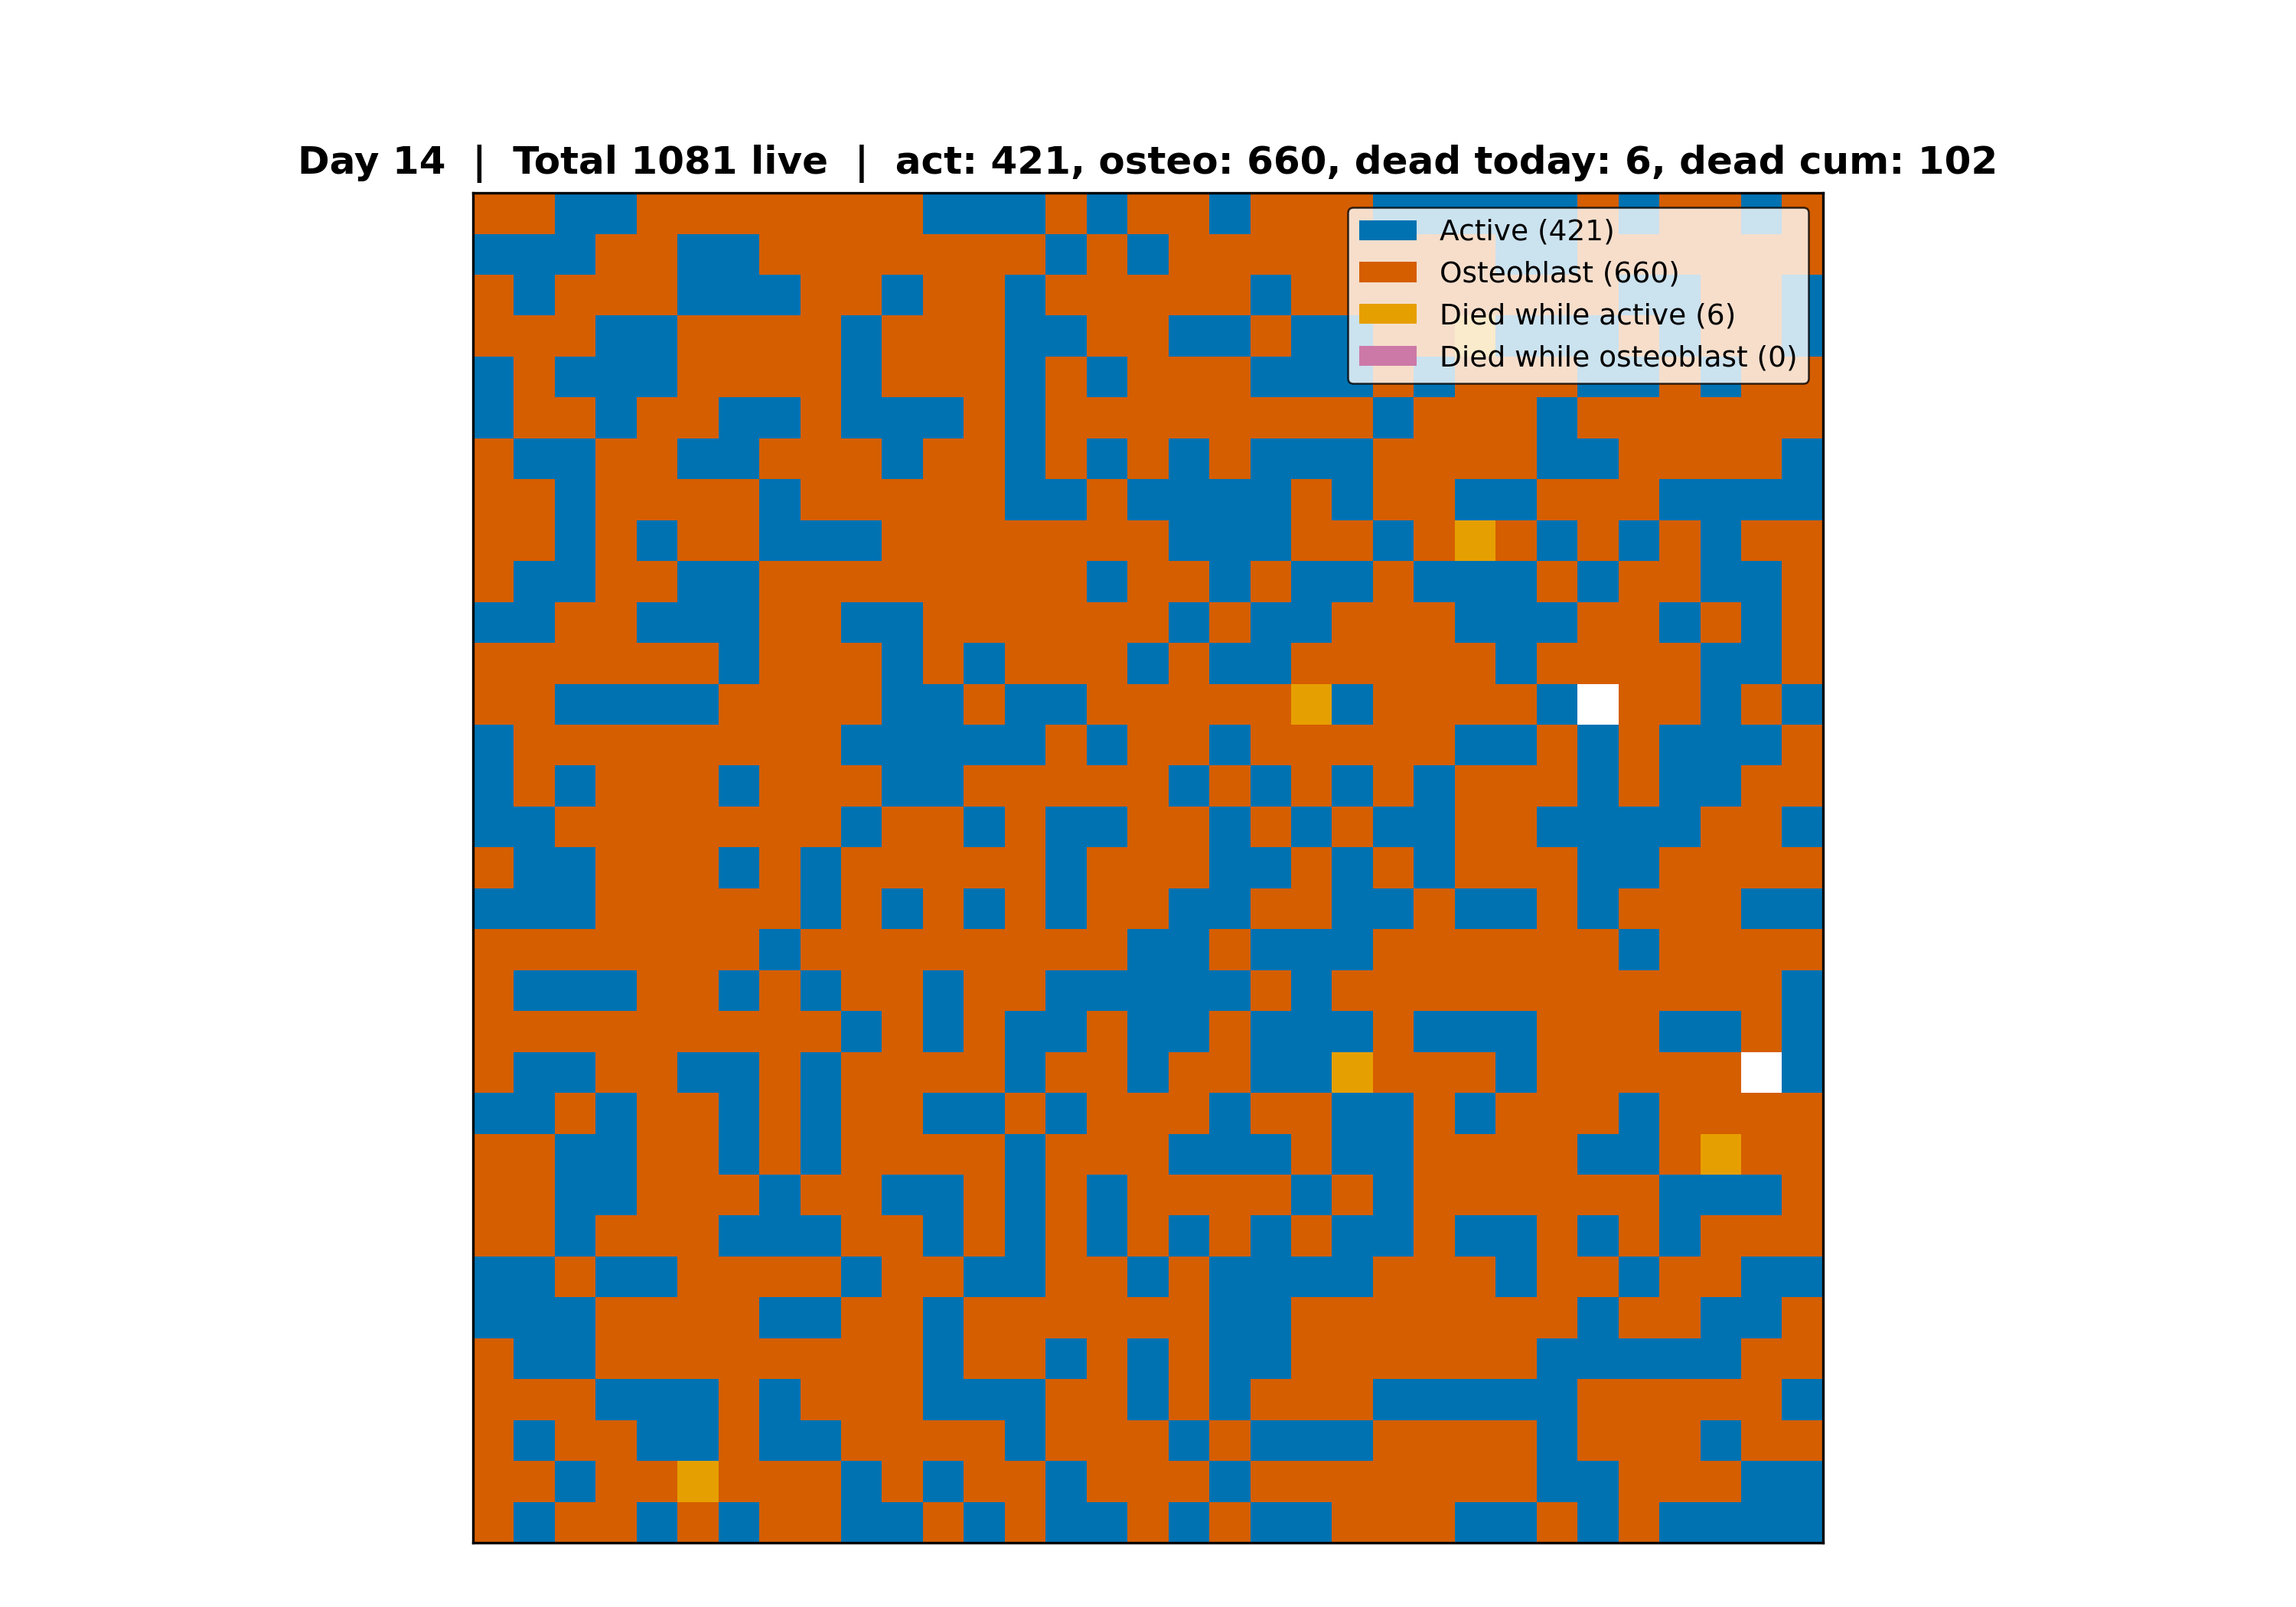 Day 14 | Total 1081 live | act: 421, osteo: 660, dead today: 6, dead cum: 102
Active (421)
Osteoblast (660)
Died while active (6)
Died while osteoblast (0)